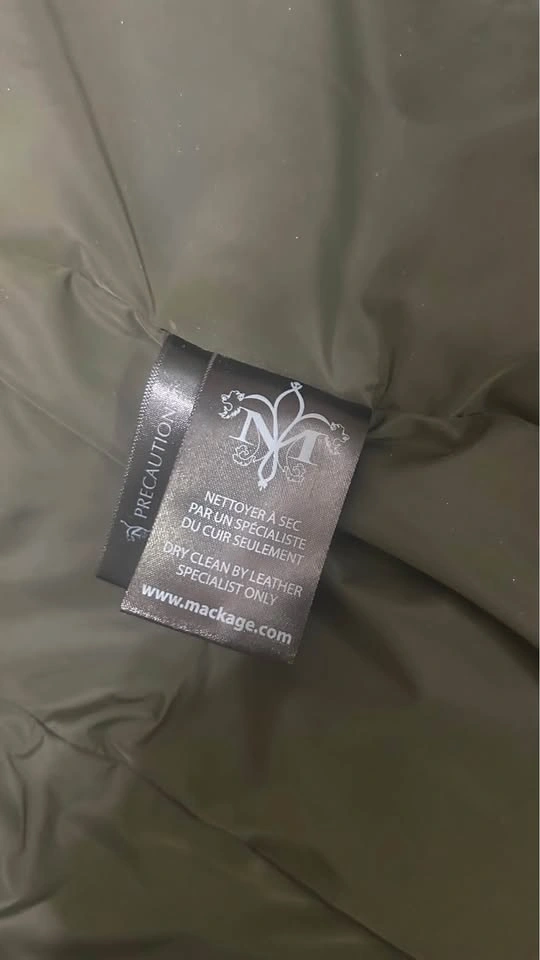 PRECAUTION
M
NETTOYER À SEC
PAR UN SPÉCIALISTE
DU CUIR SEULEMENT
DRY CLEAN BY LEATHER
SPECIALIST ONLY
www.mackage.com